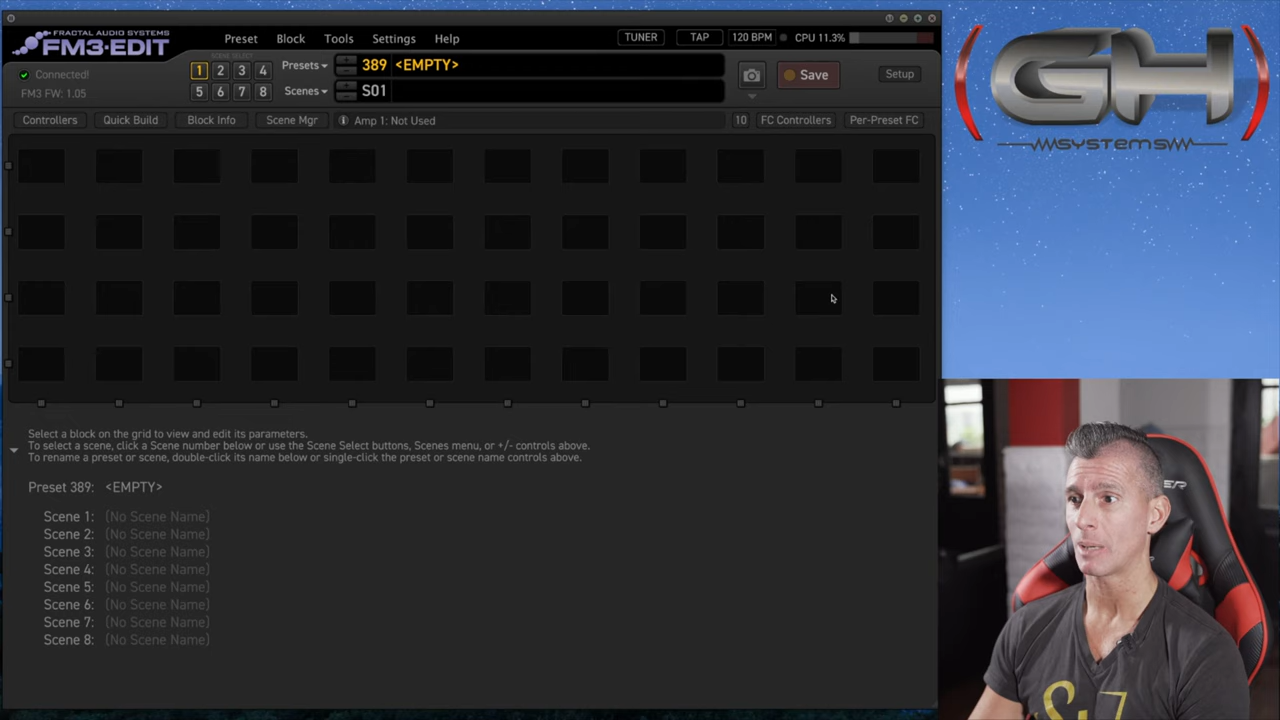 FRACTAL AUDIO SYSTEMS
FM3-EDIT
Preset Block Tools Settings Help
TUNER TAP 120 BPM CPU 11.3%
Connected!
FM3 FW: 1.05
SCENE SELECT
1 2 3 4
5 6 7 8
Presets 389 <EMPTY>
Scenes S01
Save
Setup
Controllers Quick Build Block Info Scene Mgr Amp 1: Not Used 10 FC Controllers Per-Preset FC
Select a block on the grid to view and edit its parameters.
To select a scene, click a Scene number below or use the Scene Select buttons, Scenes menu, or +/- controls above.
To rename a preset or scene, double-click its name below or single-click the preset or scene name controls above.
Preset 389: <EMPTY>
Scene 1: (No Scene Name)
Scene 2: (No Scene Name)
Scene 3: (No Scene Name)
Scene 4: (No Scene Name)
Scene 5: (No Scene Name)
Scene 6: (No Scene Name)
Scene 7: (No Scene Name)
Scene 8: (No Scene Name)
GH
SYSTEMS